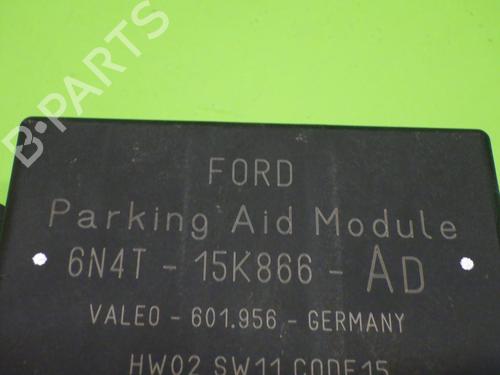 B-PARTS
FORD
Parking Aid Module
6N4T - 15K866 - AD
VALEO - 601.956 - GERMANY
HW02 SW11 CODE15